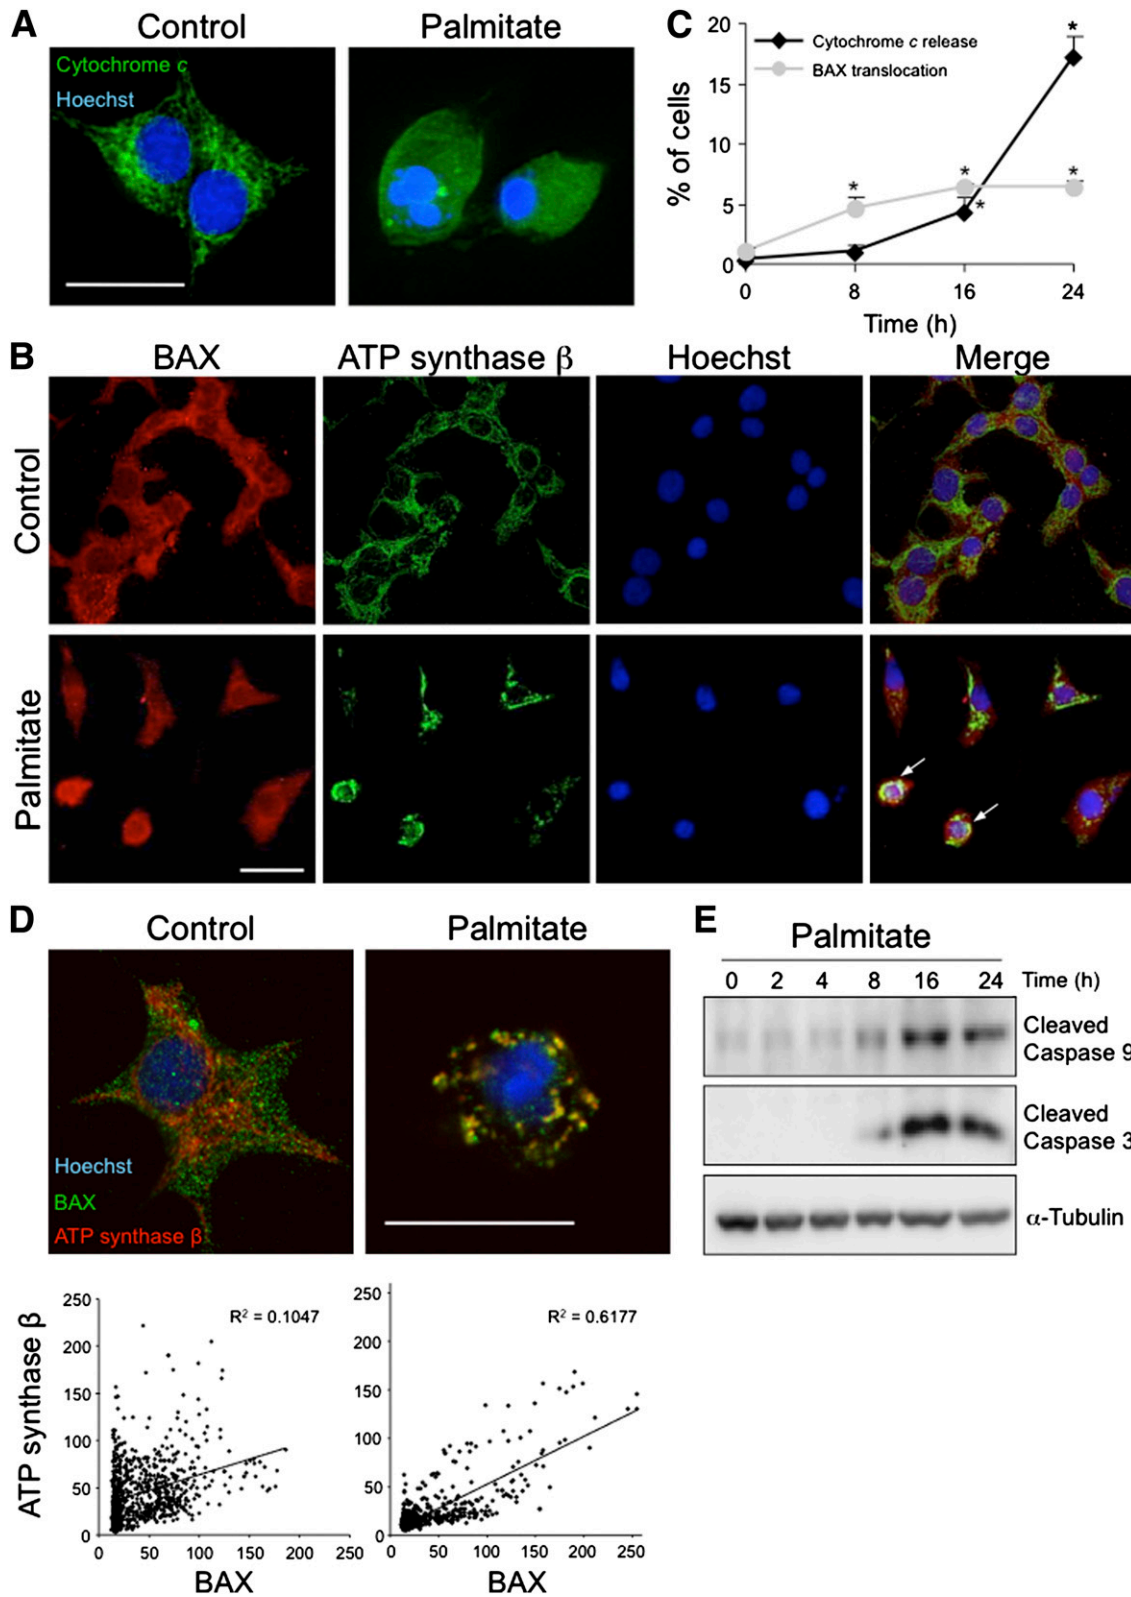 A
Control
Palmitate
Cytochrome c
Hoechst
C
Cytochrome c release
BAX translocation
% of cells
20
15
10
5
0
0 8 16 24
Time (h)
*
*
*
*
*
B
BAX
ATP synthase β
Hoechst
Merge
Control
Palmitate
D
Control
Palmitate
Hoechst
BAX
ATP synthase β
ATP synthase β
250
200
150
100
50
0
0 50 100 150 200 250
R² = 0.1047
BAX
250
200
150
100
50
0
0 50 100 150 200 250
R² = 0.6177
BAX
E
Palmitate
0 2 4 8 16 24 Time (h)
Cleaved
Caspase 9
Cleaved
Caspase 3
α-Tubulin